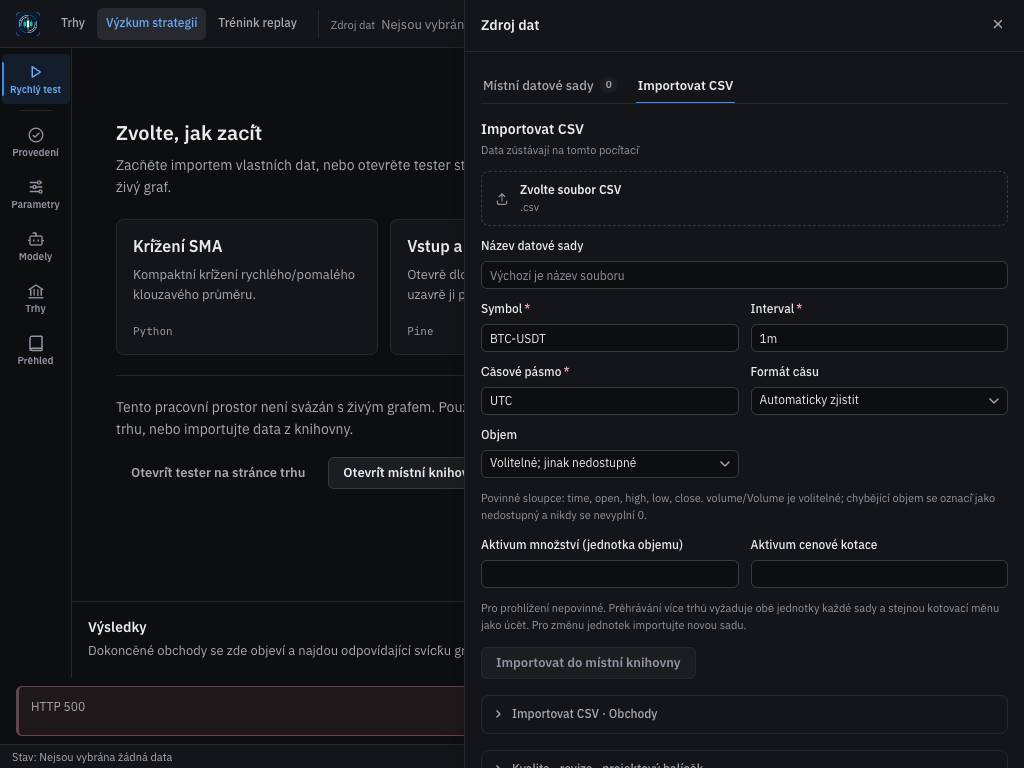 Trhy
Výzkum strategií
Trénink replay
Zdroj dat
Nejsou vybrán
Rychlý test
Provedení
Parametry
Modely
Trhy
Přehled
Zvolte, jak začít
Začněte importem vlastních dat, nebo otevřete tester st
živý graf.
Křížení SMA
Kompaktní křížení rychlého/pomalého
klouzavého průměru.
Python
Vstup a
Otevře dlo
uzavře ji p
Pine
Tento pracovní prostor není svázán s živým grafem. Použ
trhu, nebo importujte data z knihovny.
Otevřít tester na stránce trhu
Otevřít místní knihov
Výsledky
Dokončené obchody se zde objeví a najdou odpovídající svíčku gr
HTTP 500
Stav: Nejsou vybrána žádná data
Zdroj dat
Místní datové sady 0
Importovat CSV
Importovat CSV
Data zůstávají na tomto počítači
Zvolte soubor CSV
.csv
Název datové sady
Výchozí je název souboru
Symbol *
Interval *
BTC-USDT
1m
Časové pásmo *
Formát času
UTC
Automaticky zjistit
Objem
Volitelné; jinak nedostupné
Povinné sloupce: time, open, high, low, close. volume/Volume je volitelné; chybějící objem se označí jako
nedostupný a nikdy se nevyplní 0.
Aktivum množství (jednotka objemu)
Aktivum cenové kotace
Pro prohlížení nepovinné. Přehrávání více trhů vyžaduje obě jednotky každé sady a stejnou kotovací měnu
jako účet. Pro změnu jednotek importujte novou sadu.
Importovat do místní knihovny
Importovat CSV · Obchody
Kvalita · revize · projektový balíček